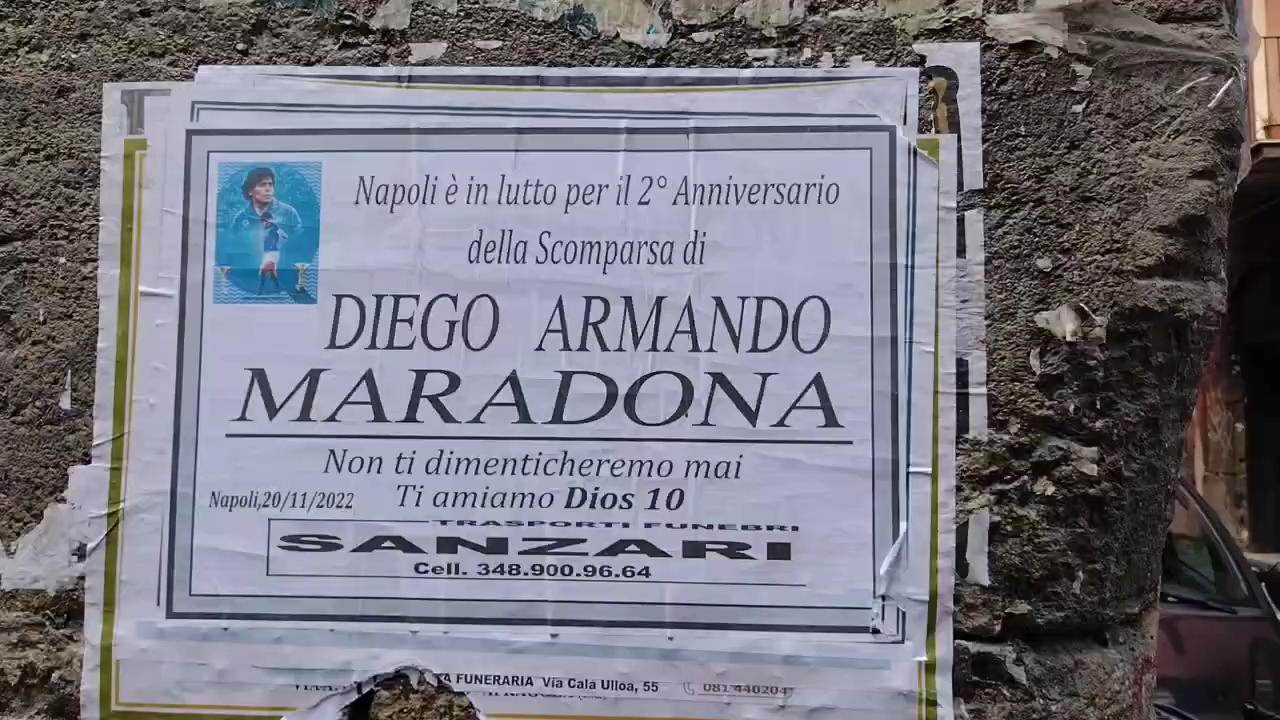 Napoli è in lutto per il 2° Anniversario
della Scomparsa di
DIEGO ARMANDO
MARADONA
Non ti dimenticheremo mai
Napoli,20/11/2022
Ti amiamo Dios 10
TRASPORTI FUNEBRI
SANZARI
Cell. 348.900.96.64
FUNERARIA Via Cala Ulloa, 55
081 440204